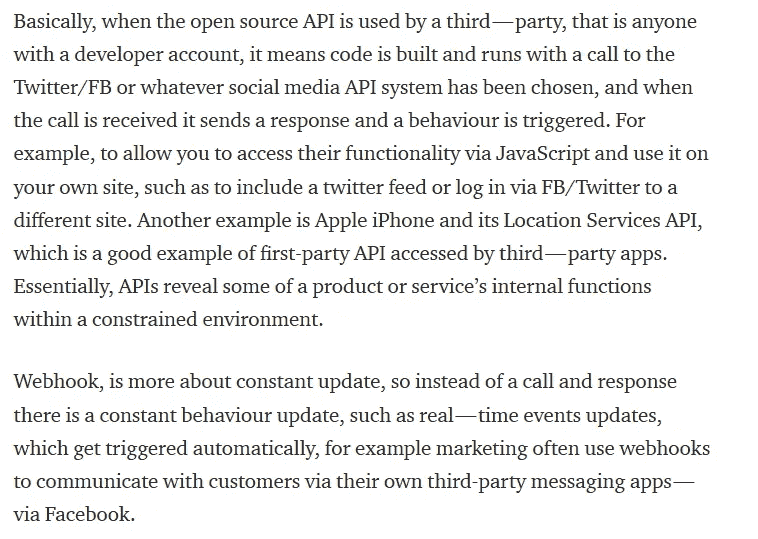 Basically, when the open source API is used by a third—party, that is anyone
with a developer account, it means code is built and runs with a call to the
Twitter/FB or whatever social media API system has been chosen, and when
the call is received it sends a response and a behaviour is triggered. For
example, to allow you to access their functionality via JavaScript and use it on
your own site, such as to include a twitter feed or log in via FB/Twitter to a
different site. Another example is Apple iPhone and its Location Services API,
which is a good example of first-party API accessed by third—party apps.
Essentially, APIs reveal some of a product or service’s internal functions
within a constrained environment.
Webhook, is more about constant update, so instead of a call and response
there is a constant behaviour update, such as real—time events updates,
which get triggered automatically, for example marketing often use webhooks
to communicate with customers via their own third-party messaging apps—
via Facebook.